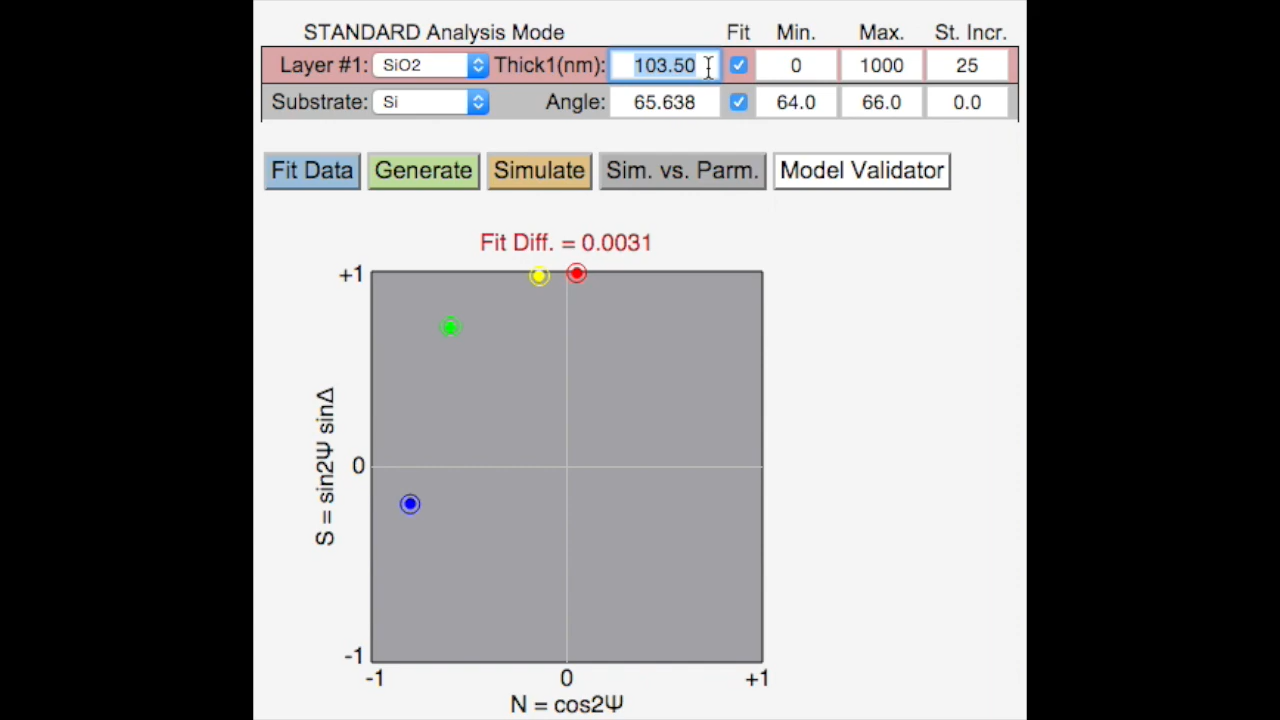 STANDARD Analysis Mode Fit Min. Max. St. Incr.
Layer #1: SiO2 Thick1(nm): 103.50 0 1000 25
Substrate: Si Angle: 65.638 64.0 66.0 0.0
Fit Data Generate Simulate Sim. vs. Parm. Model Validator
Fit Diff. = 0.0031
+1
S = sin2Ψ sinΔ
0
-1
-1 0 +1
N = cos2Ψ